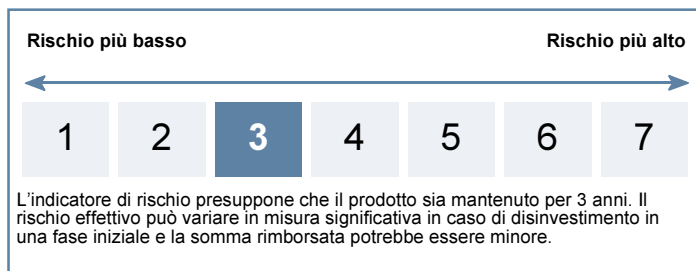 Rischio più basso Rischio più alto
1 2 3 4 5 6 7
L'indicatore di rischio presuppone che il prodotto sia mantenuto per 3 anni. Il
rischio effettivo può variare in misura significativa in caso di disinvestimento in
una fase iniziale e la somma rimborsata potrebbe essere minore.